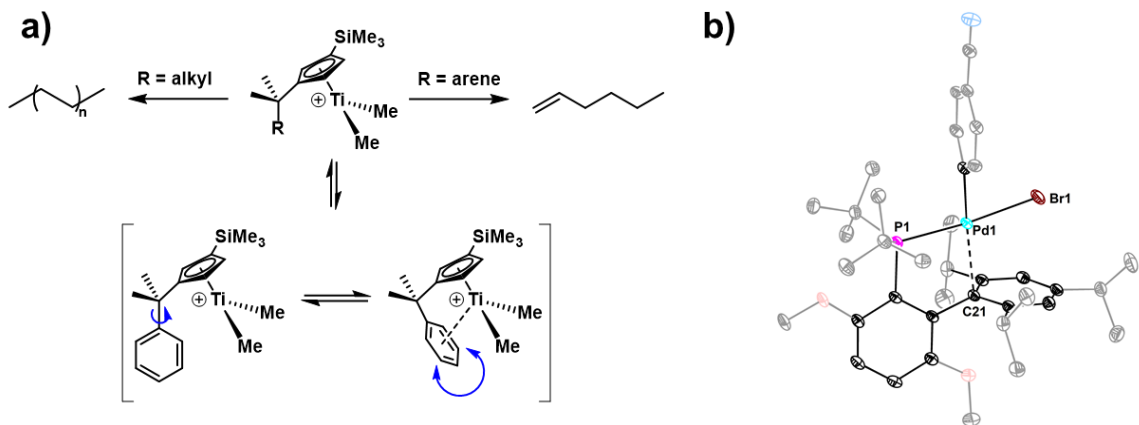 a)
SiMe3
R = alkyl
R = arene
n
Ti
+
Me
R
Me
SiMe3
SiMe3
Ti
+
Me
Me
Ti
+
Me
Me
b)
Br1
P1
Pd1
C21